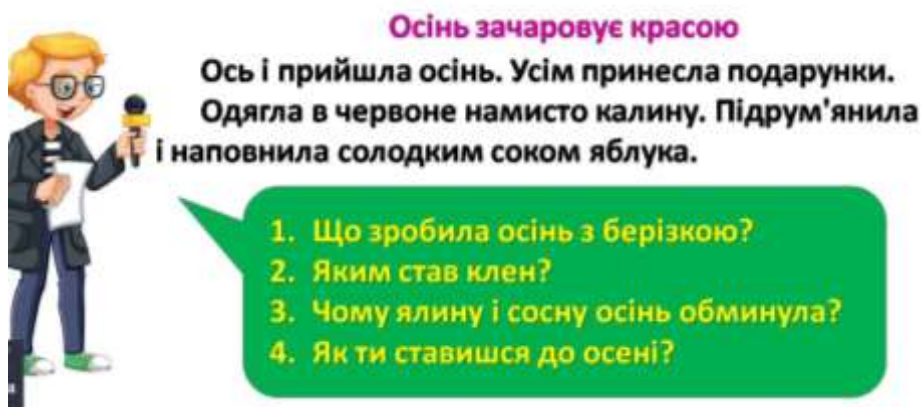 Осінь зачаровує красою
Ось і прийшла осінь. Усім принесла подарунки.
Одягла в червоне намисто калину. Підрум'янила
і наповнила солодким соком яблука.
1. Що зробила осінь з берізкою?
2. Яким став клен?
3. Чому ялину і сосну осінь обминула?
4. Як ти ставишся до осені?